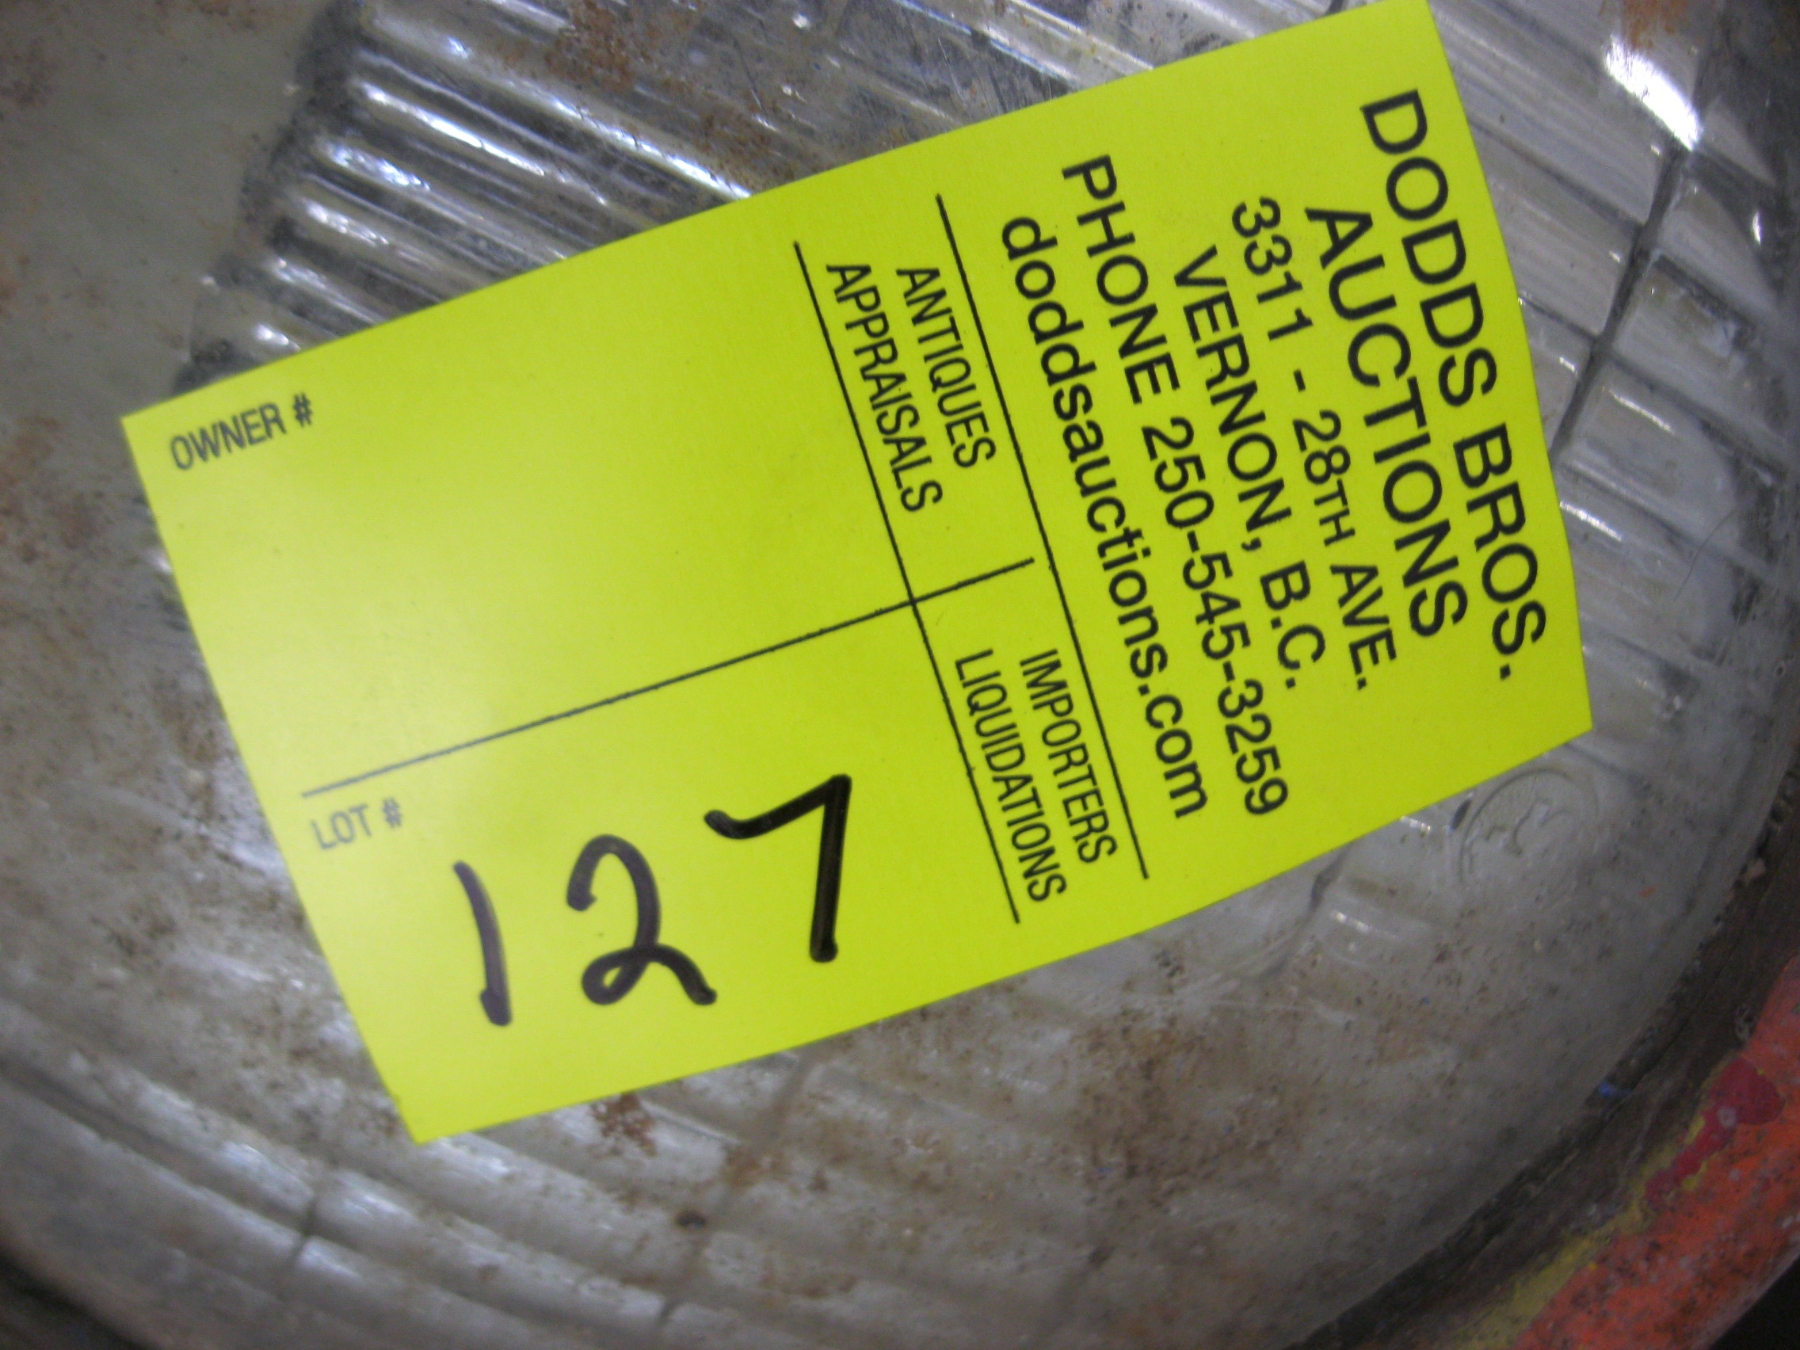 DODDS BROS.
AUCTIONS
3311 - 28TH AVE.
VERNON, B.C.
PHONE 250-545-3259
doddsauctions.com
ANTIQUES
APPRAISALS
IMPORTERS
LIQUIDATIONS
OWNER #
LOT #
127